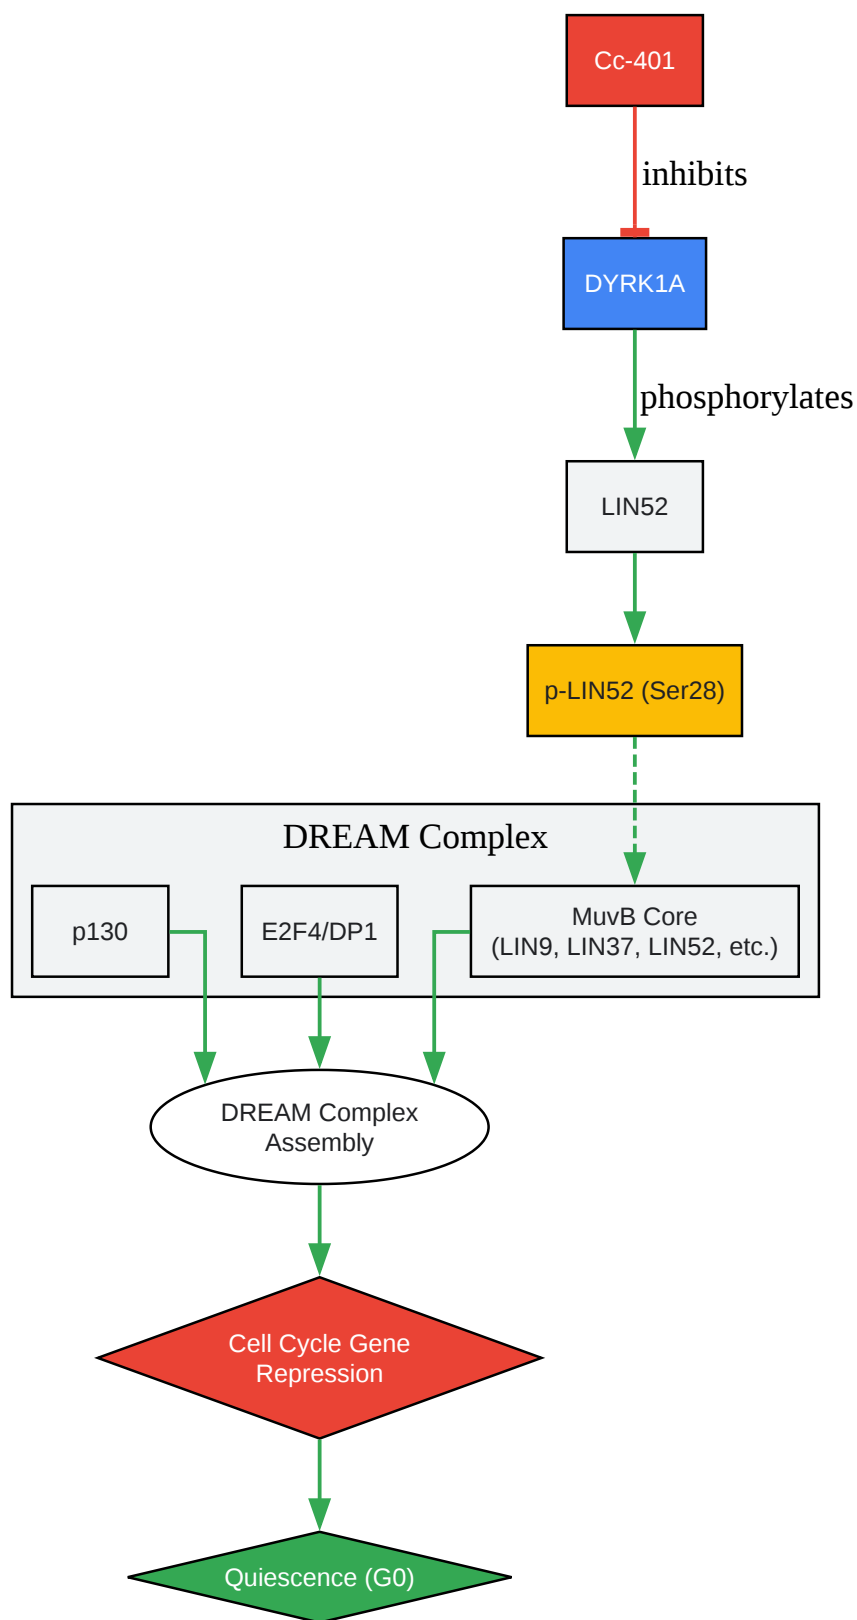 Cc-401
inhibits
DYRK1A
phosphorylates
LIN52
p-LIN52 (Ser28)
DREAM Complex
p130
E2F4/DP1
MuvB Core
(LIN9, LIN37, LIN52, etc.)
DREAM Complex
Assembly
Cell Cycle Gene
Repression
Quiescence (G0)